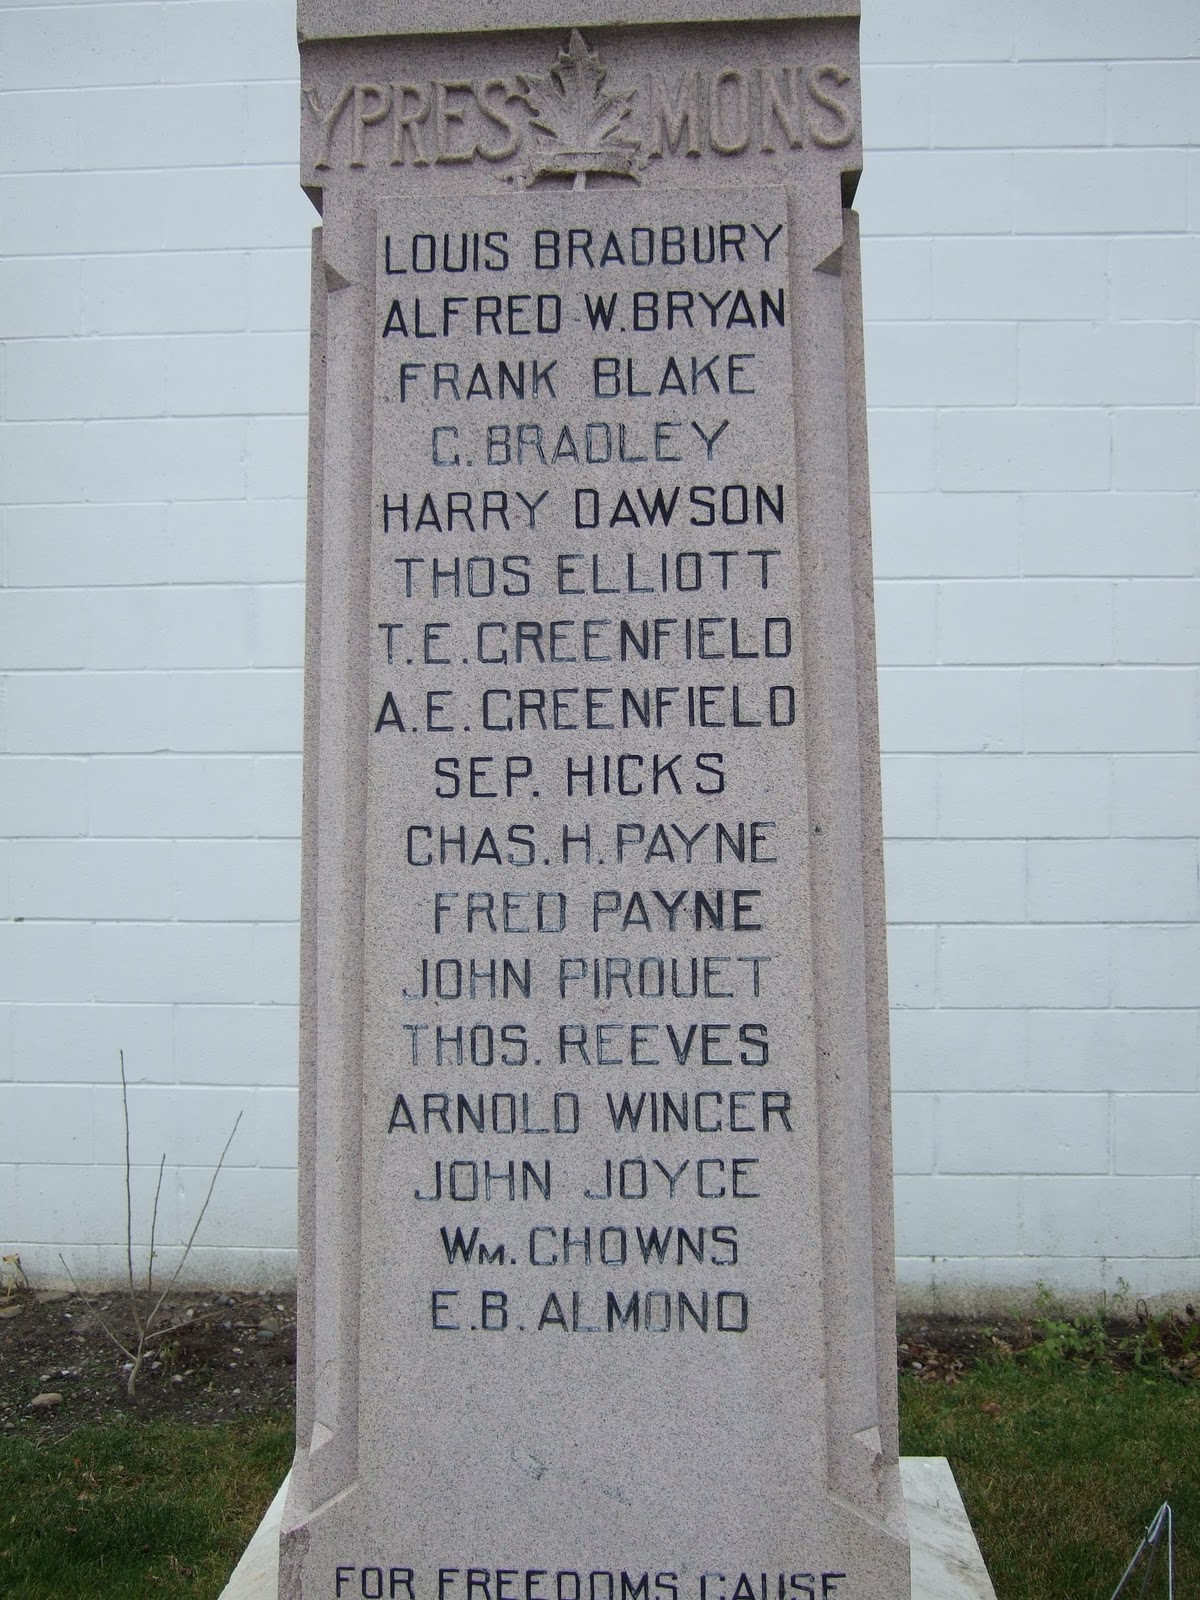 YPRES MONS
LOUIS BRADBURY
ALFRED W. BRYAN
FRANK BLAKE
C. BRADLEY
HARRY DAWSON
THOS ELLIOTT
T.E. GREENFIELD
A.E. GREENFIELD
SEP. HICKS
CHAS. H. PAYNE
FRED PAYNE
JOHN PIROUET
THOS. REEVES
ARNOLD WINGER
JOHN JOYCE
WM. CHOWNS
E.B. ALMOND
FOR FREEDOMS CAUSE